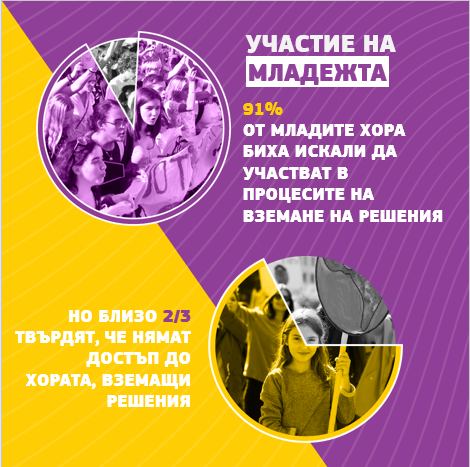 УЧАСТИЕ НА
МЛАДЕЖТА
91%
ОТ МЛАДИТЕ ХОРА
БИХА ИСКАЛИ ДА
УЧАСТВАТ В
ПРОЦЕСИТЕ НА
ВЗЕМАНЕ НА РЕШЕНИЯ
НО БЛИЗО 2/3
ТВЪРДЯТ, ЧЕ НЯМАТ
ДОСТЪП ДО
ХОРАТА, ВЗЕМАЩИ
РЕШЕНИЯ